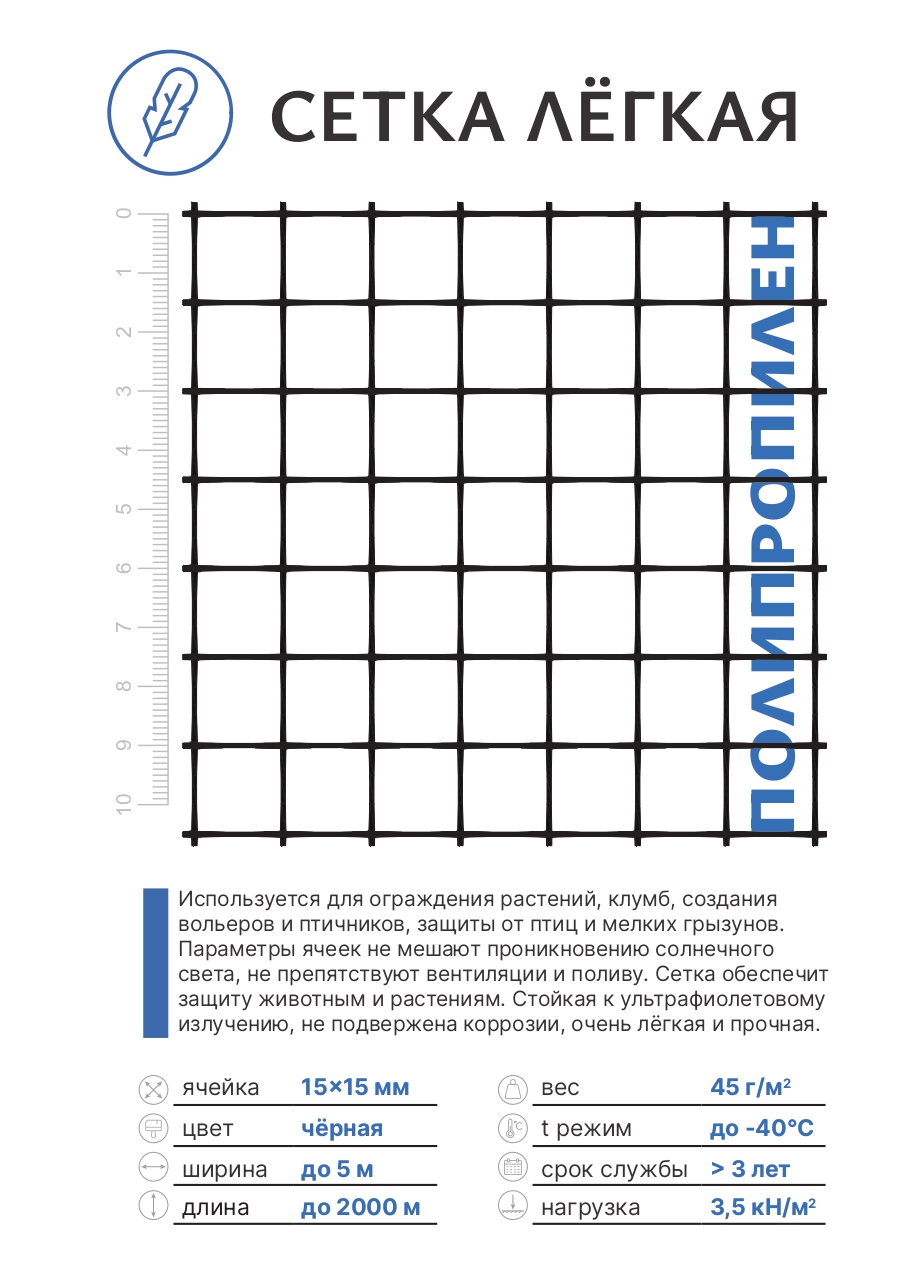 СЕТКА ЛЁГКАЯ
0
1
2
3
4
5
6
7
8
9
10
ПОЛИПРОПИЛЕН
Используется для ограждения растений, клумб, создания
вольеров и птичников, защиты от птиц и мелких грызунов.
Параметры ячеек не мешают проникновению солнечного
света, не препятствуют вентиляции и поливу. Сетка обеспечит
защиту животным и растениям. Стойкая к ультрафиолетовому
излучению, не подвержена коррозии, очень лёгкая и прочная.
ячейка 15×15 мм
цвет чёрная
ширина до 5 м
длина до 2000 м
вес 45 г/м²
°C
t режим до -40°C
срок службы > 3 лет
нагрузка 3,5 кН/м²